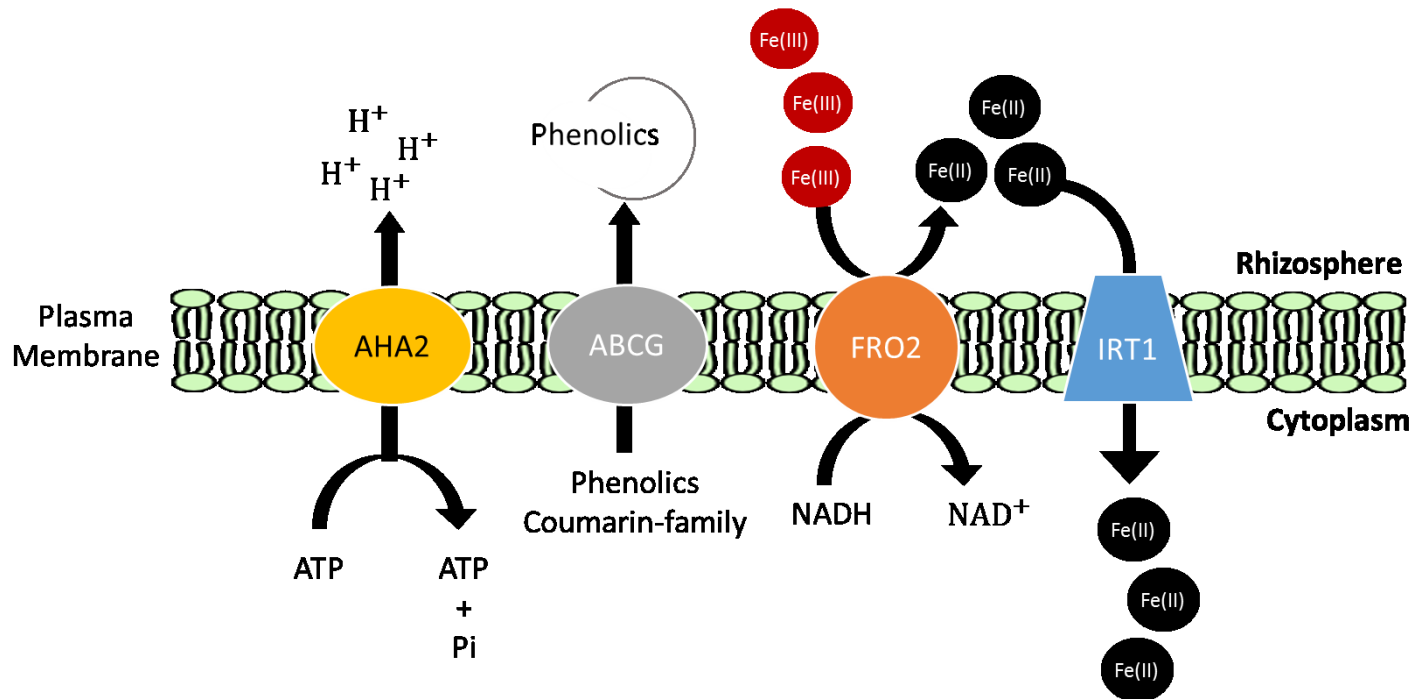 Fe(III)
Fe(III)
Fe(III)
Fe(II)
Fe(II)
Fe(II)
H⁺
H⁺
H⁺
H⁺
Phenolics
Rhizosphere
Plasma
Membrane
AHA2
ABCG
FRO2
IRT1
Cytoplasm
ATP
ATP
+
Pi
Phenolics
Coumarin-family
NADH
NAD⁺
Fe(II)
Fe(II)
Fe(II)